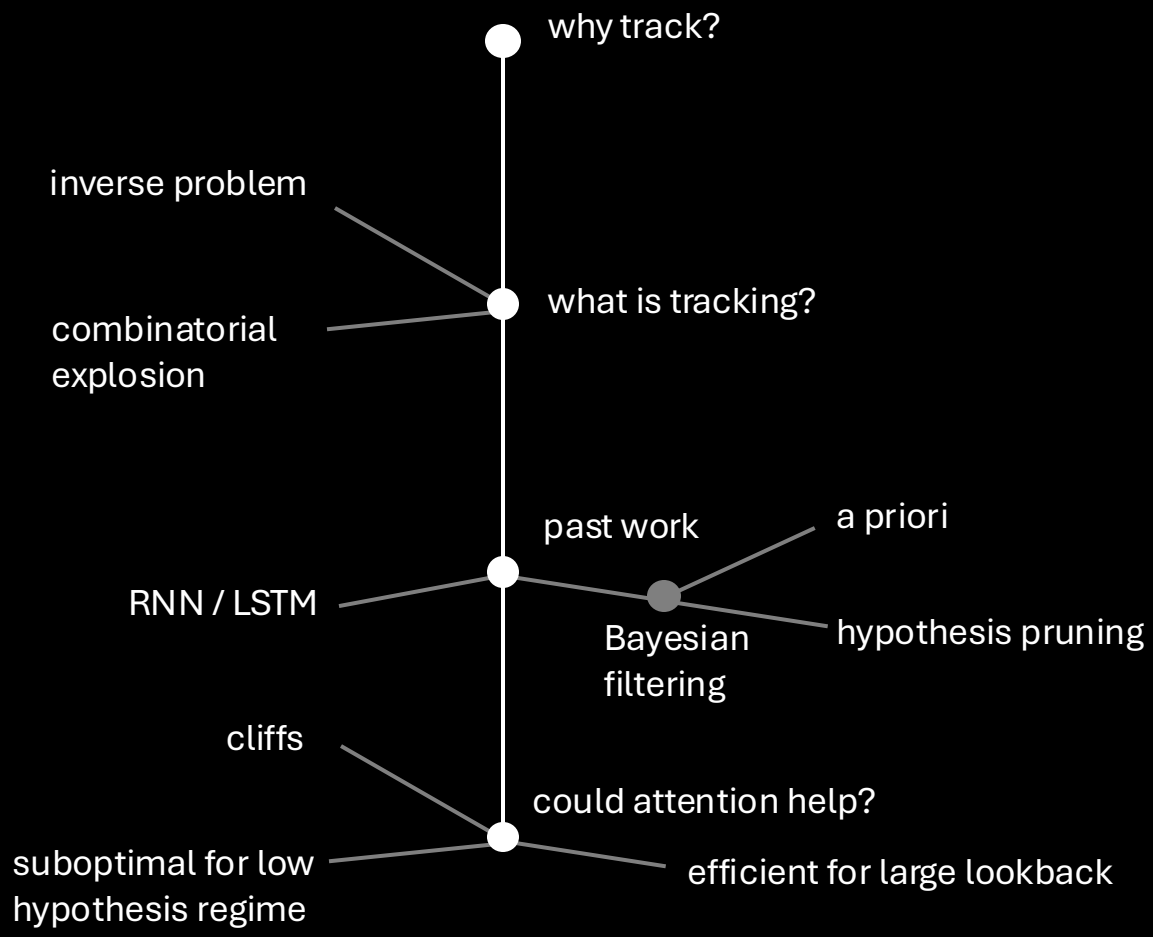 why track?
inverse problem
what is tracking?
combinatorial
explosion
past work
a priori
RNN / LSTM
Bayesian
filtering
hypothesis pruning
cliffs
could attention help?
suboptimal for low
hypothesis regime
efficient for large lookback